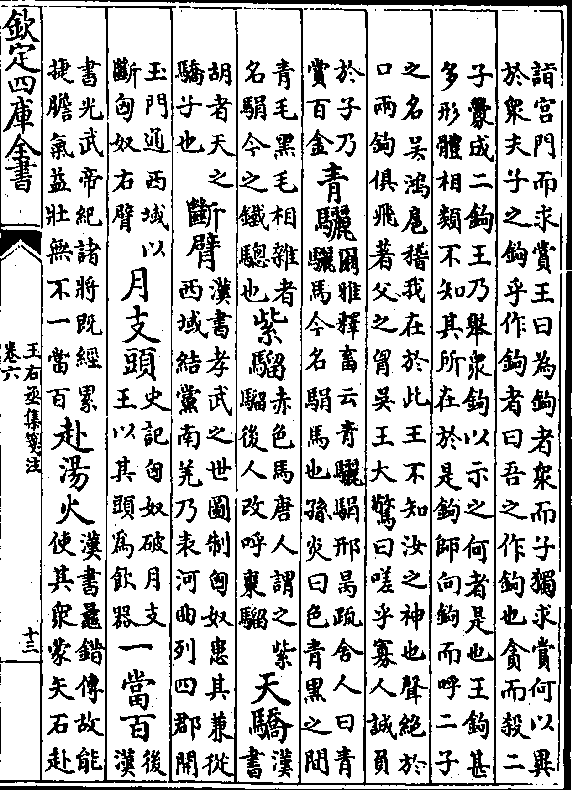 詣宮門而求賞王曰為鉤者衆而子獨求賞何以異
於衆夫子之鉤乎作鉤者曰吾之作鉤也貪而殺二
子釁成二鉤王乃舉衆鉤以示之何者是也王鉤甚
多形體相類不知其所在於是鉤師向鉤而呼二子
之名吳鴻扈稽我在於此王不知汝之神也聲絕於
口兩鉤俱飛著父之胷吳王大驚曰嗟乎寡人誠負
於子乃
賞百金
青驪
爾雅釋畜云青驪駽邢昺疏舍人曰青
驪馬今名駽馬也孫炎曰色青黑之間
青毛黑毛相雜者
名駽今之鐵驄也
紫騮
赤色馬唐人謂之紫
騮後人改呼棗騮
天驕
漢
書
胡者天之
驕子也
斷臂
漢書孝武之世圖制匈奴患其兼從
西域結黨南羌乃表河曲列四郡開
玉門通西域以
斷匈奴右臂
月支頭
史記匈奴破月支
王以其頭爲飲器
一當百
後
漢
書光武帝紀諸將既經累
捷膽氣益壯無不一當百
赴湯火
漢書鼂錯傳故能
使其衆蒙矢石赴
欽定四庫全書
王右丞集箋注
卷六
十三